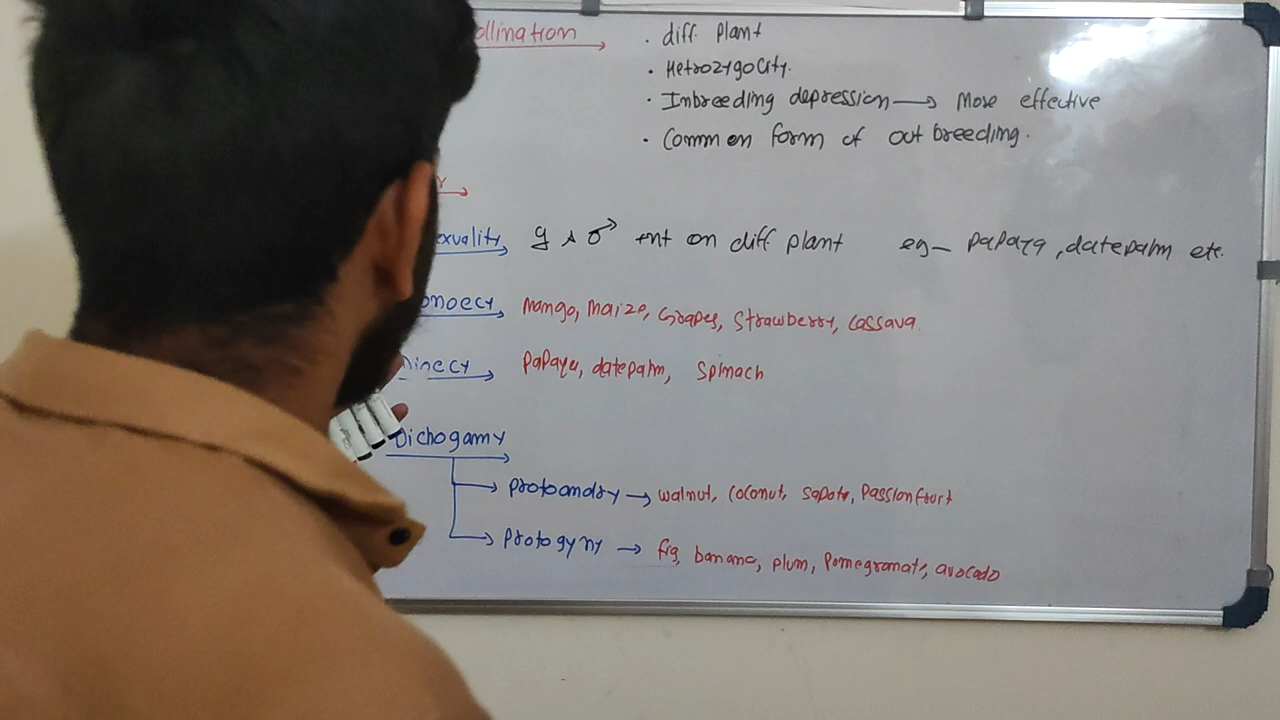 ollination → . diff. Plant
. Hetrozygocity.
. Inbreeding depression → More effective
. Common form of out breeding.
exuality → ♂ ent on diff. plant eg- papaya, datepalm etc.
onoecy → Mango, Maize, Grapes, Strawberry, Cassava.
inecy → Papaya, datepalm, Spinach
Dichogamy
→ protoandry → walnut, coconut, Sapota, Passionfruit
→ protogyny → fig, banana, plum, Pomegranate, avocado